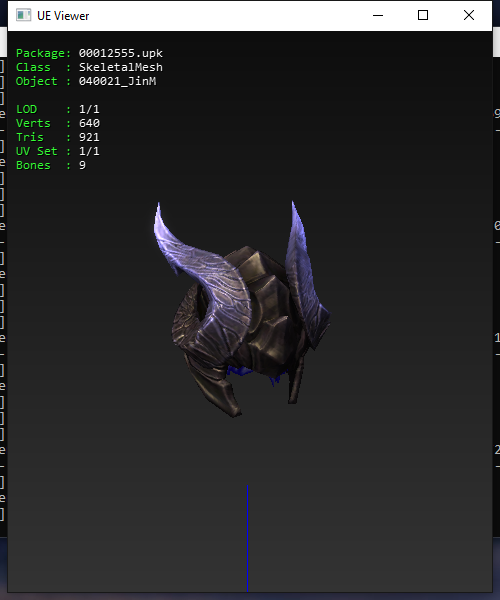 UE Viewer
Package: 00012555.upk
Class  : SkeletalMesh
Object : 040021_JinM
LOD    : 1/1
Verts  : 640
Tris   : 921
UV Set : 1/1
Bones  : 9